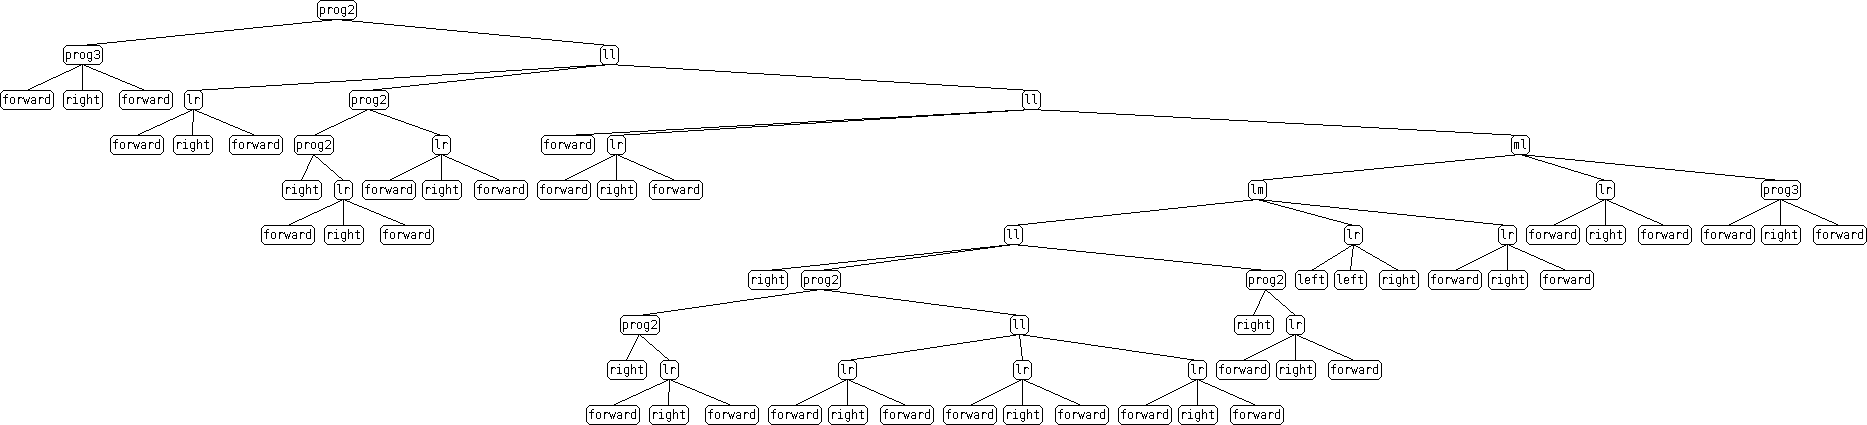 prog2
prog3 ll
forward right forward lr prog2 ll
forward right forward prog2 lr forward lr ml
right lr forward right forward forward right forward lm lr prog3
forward right forward ll lr lr forward right forward forward right forward
right prog2 prog2 left left right forward right forward
prog2 ll right lr
right lr lr lr lr forward right forward
forward right forward forward right forward forward right forward forward right forward